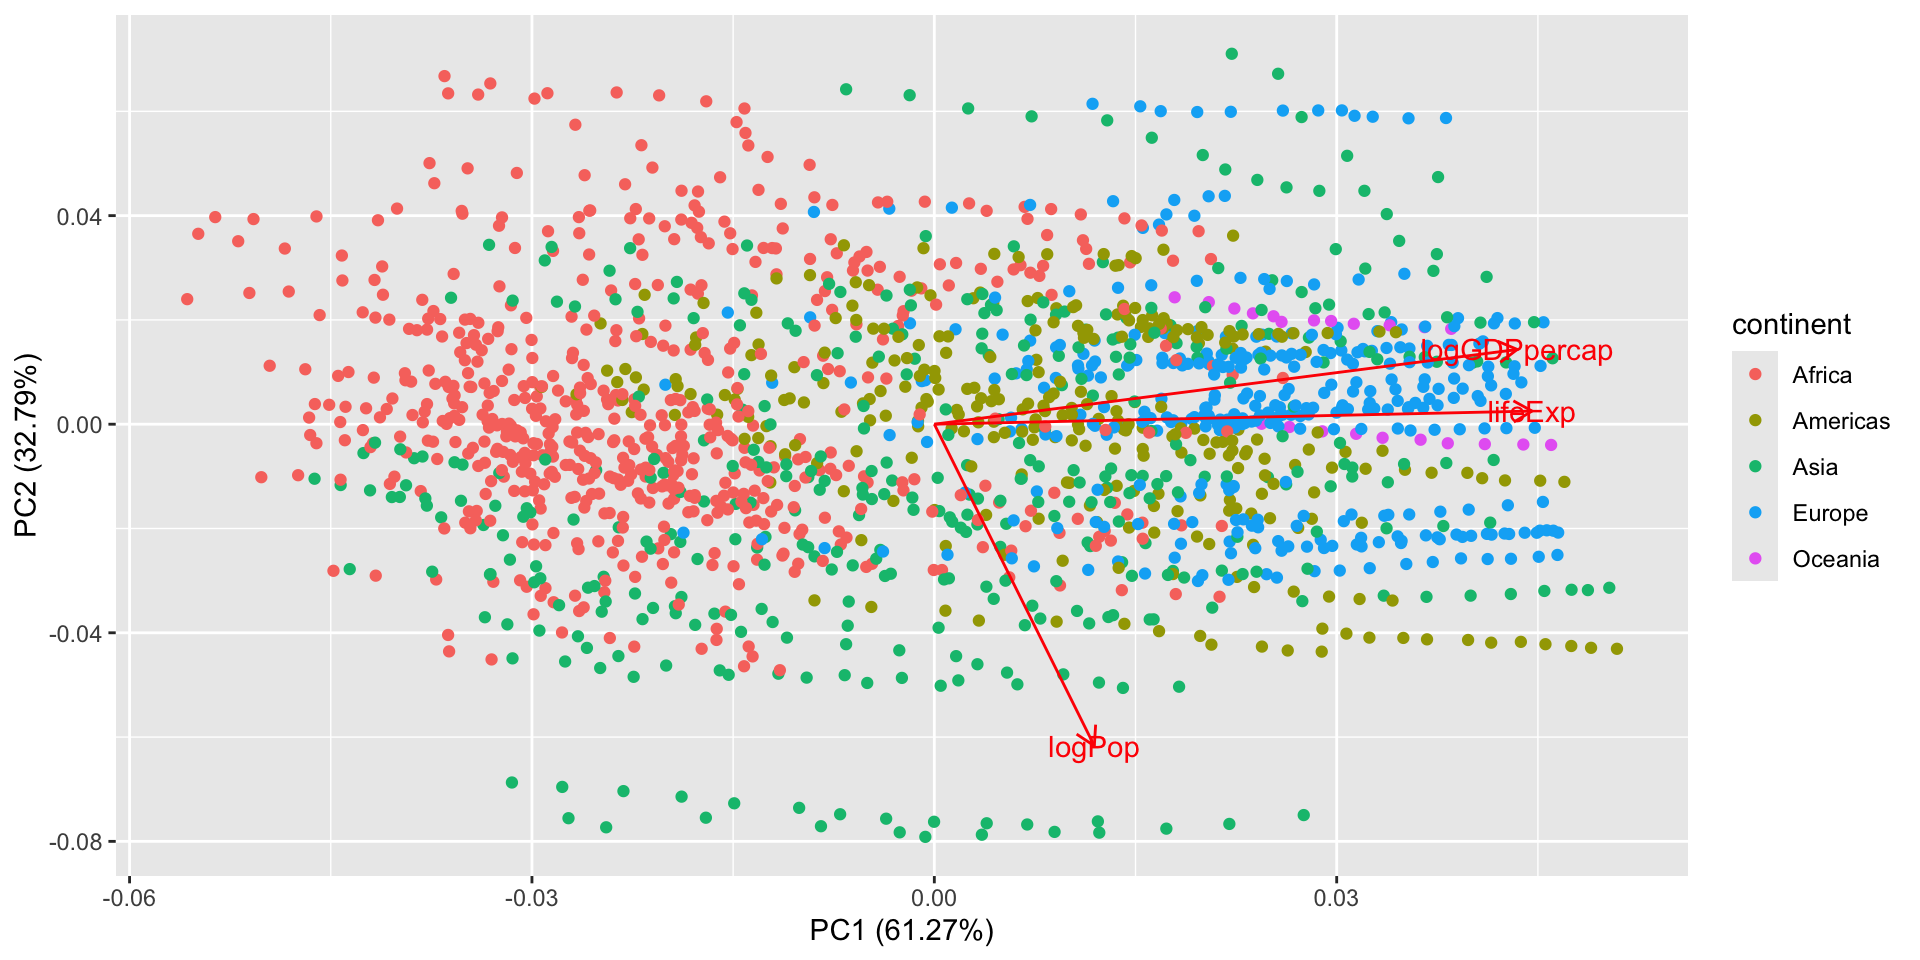 PC2 (32.79%)
0.04
0.00
-0.04
-0.08
-0.06
-0.03
0.00
0.03
PC1 (61.27%)
logGDPpercap
lifeExp
logPop
continent
Africa
Americas
Asia
Europe
Oceania